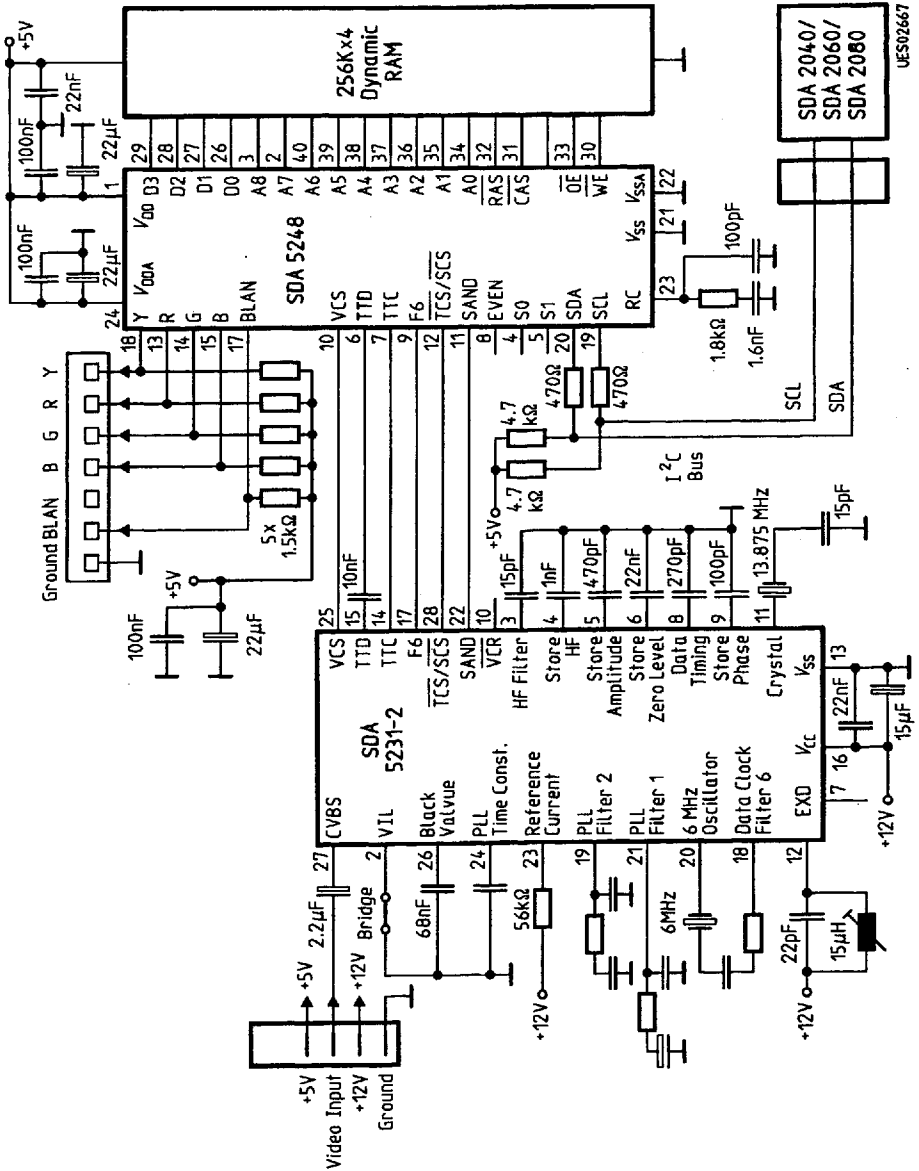 +5V
Video Input
+12V
Ground
+5V
+12V
2.2µF
Bridge
68nF
56kΩ
+12V
6MHz
22pF
15µH
+12V
27
2
26
24
23
19
21
20
18
12
CVBS
VIL
Black
Valvue
PLL
Time Const.
Reference
Current
PLL
Filter 2
PLL
Filter 1
6 MHz
Oscillator
Data Clock
Filter 6
EXD
7
+12V
SDA
5231-2
VCC
16
VSS
13
22nF
15µF
VCS
TTD
TTC
F6
TCS/SCS
SAND
VCR
HF Filter
Store
HF
Store
Amplitude
Store
Zero Level
Data
Timing
Store
Phase
Crystal
25
15
14
17
28
22
10
3
4
5
6
8
9
11
10nF
15pF
1nF
470pF
22nF
270pF
100pF
13.875 MHz
15pF
100nF
22µF
+5V
5x
1.5kΩ
Ground
BLAN
B
G
R
Y
+5V
4.7
kΩ
4.7
kΩ
470Ω
470Ω
I²C
Bus
SCL
SDA
24
18
13
14
15
17
10
6
7
9
12
11
8
4
5
20
19
VDDA
Y
R
G
B
BLAN
VCS
TTD
TTC
F6
TCS/SCS
SAND
EVEN
S0
S1
SDA
SCL
RC
23
1.8kΩ
1.6nF
100pF
SDA 5248
100nF
22µF
100nF
22µF
22nF
+5V
1
VDD
D3
D2
D1
D0
A8
A7
A6
A5
A4
A3
A2
A1
A0
RAS
CAS
OE
WE
VSS
21
VSSA
22
29
28
27
26
3
2
40
39
38
37
36
35
34
32
31
33
30
256Kx4
Dynamic
RAM
SDA 2040/
SDA 2060/
SDA 2080
UES02667